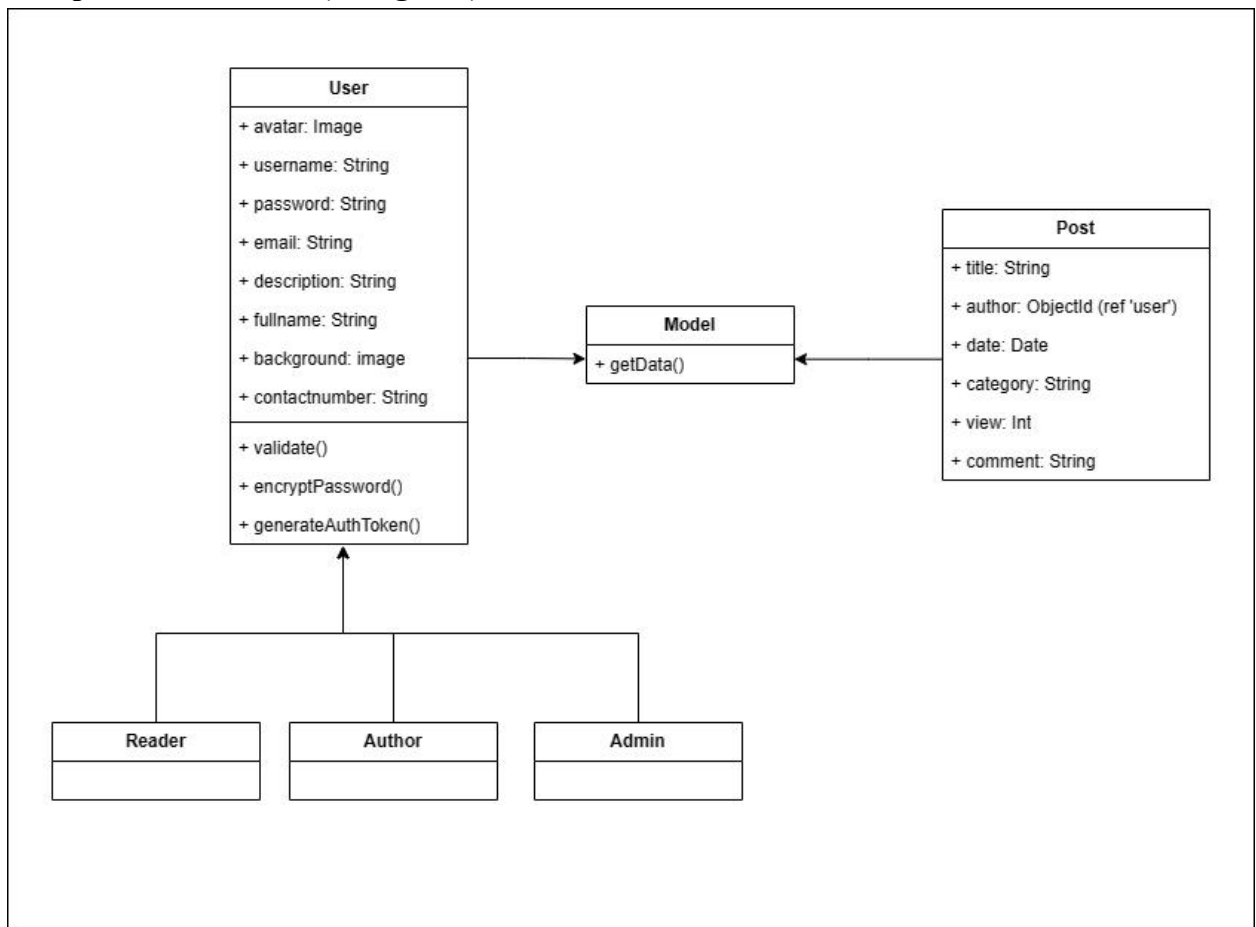 User
+ avatar: Image
+ username: String
+ password: String
+ email: String
+ description: String
+ fullname: String
+ background: image
+ contactnumber: String
+ validate()
+ encryptPassword()
+ generateAuthToken()
Model
+ getData()
Post
+ title: String
+ author: ObjectId (ref 'user')
+ date: Date
+ category: String
+ view: Int
+ comment: String
Reader
Author
Admin